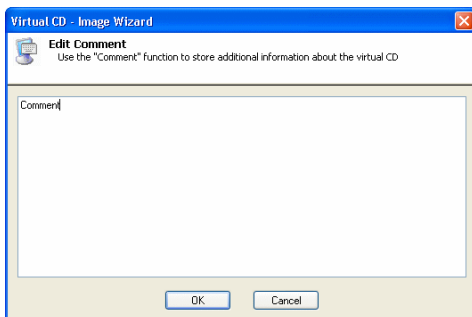 Virtual CD - Image Wizard
Edit Comment
Use the "Comment" function to store additional information about the virtual CD
Comment
OK
Cancel